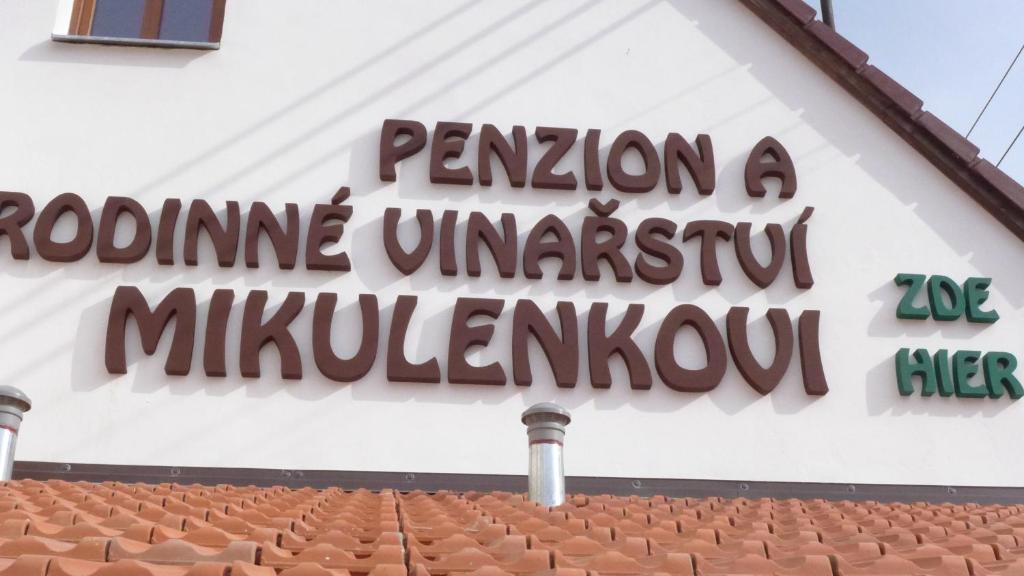 PENZION A
RODINNÉ VINAŘSTVÍ
MIKULENKOVI
ZDE
HIER